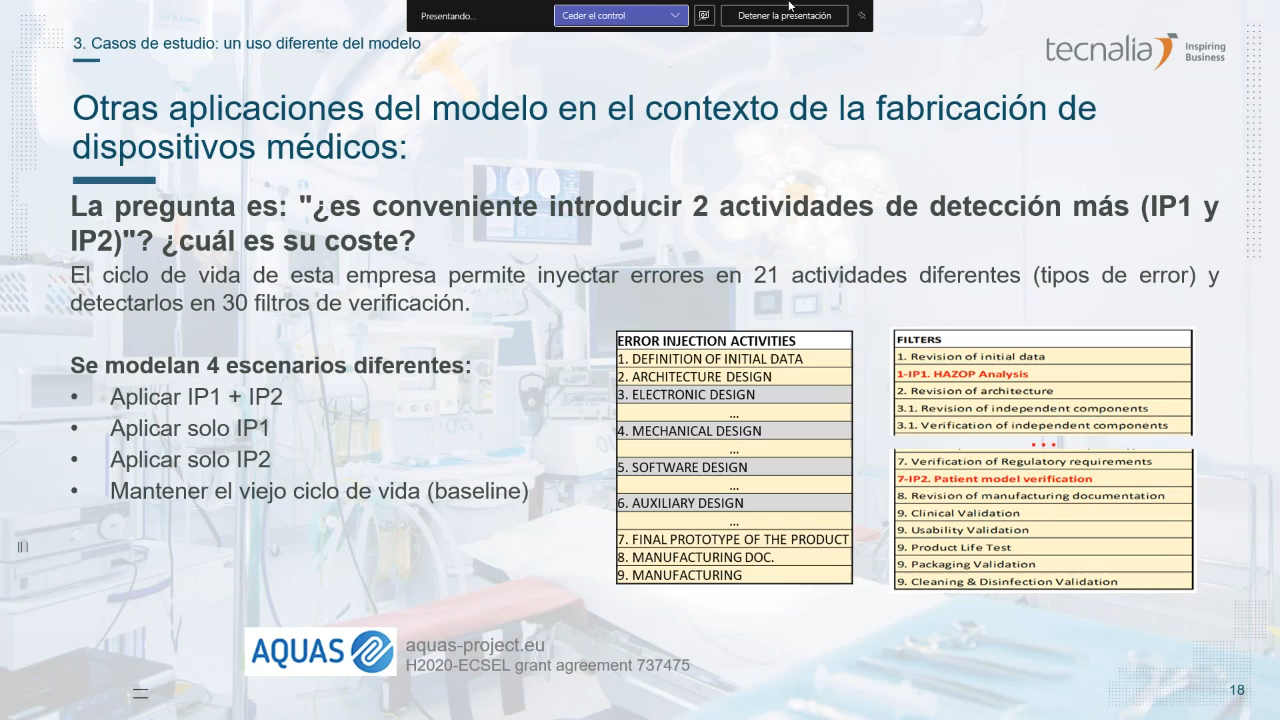 Presentando...
Ceder el control
Detener la presentación
3. Casos de estudio: un uso diferente del modelo
tecnalia Inspiring
Business
Otras aplicaciones del modelo en el contexto de la fabricación de
dispositivos médicos:
La pregunta es: "¿es conveniente introducir 2 actividades de detección más (IP1 y
IP2)"? ¿cuál es su coste?
El ciclo de vida de esta empresa permite inyectar errores en 21 actividades diferentes (tipos de error) y
detectarlos en 30 filtros de verificación.
Se modelan 4 escenarios diferentes:
• Aplicar IP1 + IP2
• Aplicar solo IP1
• Aplicar solo IP2
• Mantener el viejo ciclo de vida (baseline)
ERROR INJECTION ACTIVITIES
1. DEFINITION OF INITIAL DATA
2. ARCHITECTURE DESIGN
3. ELECTRONIC DESIGN
...
4. MECHANICAL DESIGN
...
5. SOFTWARE DESIGN
...
6. AUXILIARY DESIGN
...
7. FINAL PROTOTYPE OF THE PRODUCT
8. MANUFACTURING DOC.
9. MANUFACTURING
FILTERS
1. Revision of initial data
1-IP1. HAZOP Analysis
2. Revision of architecture
3.1. Revision of independent components
3.1. Verification of independent components
...
7. Verification of Regulatory requirements
7-IP2. Patient model verification
8. Revision of manufacturing documentation
9. Clinical Validation
9. Usability Validation
9. Product Life Test
9. Packaging Validation
9. Cleaning & Disinfection Validation
AQUAS
aquas-project.eu
H2020-ECSEL grant agreement 737475
18